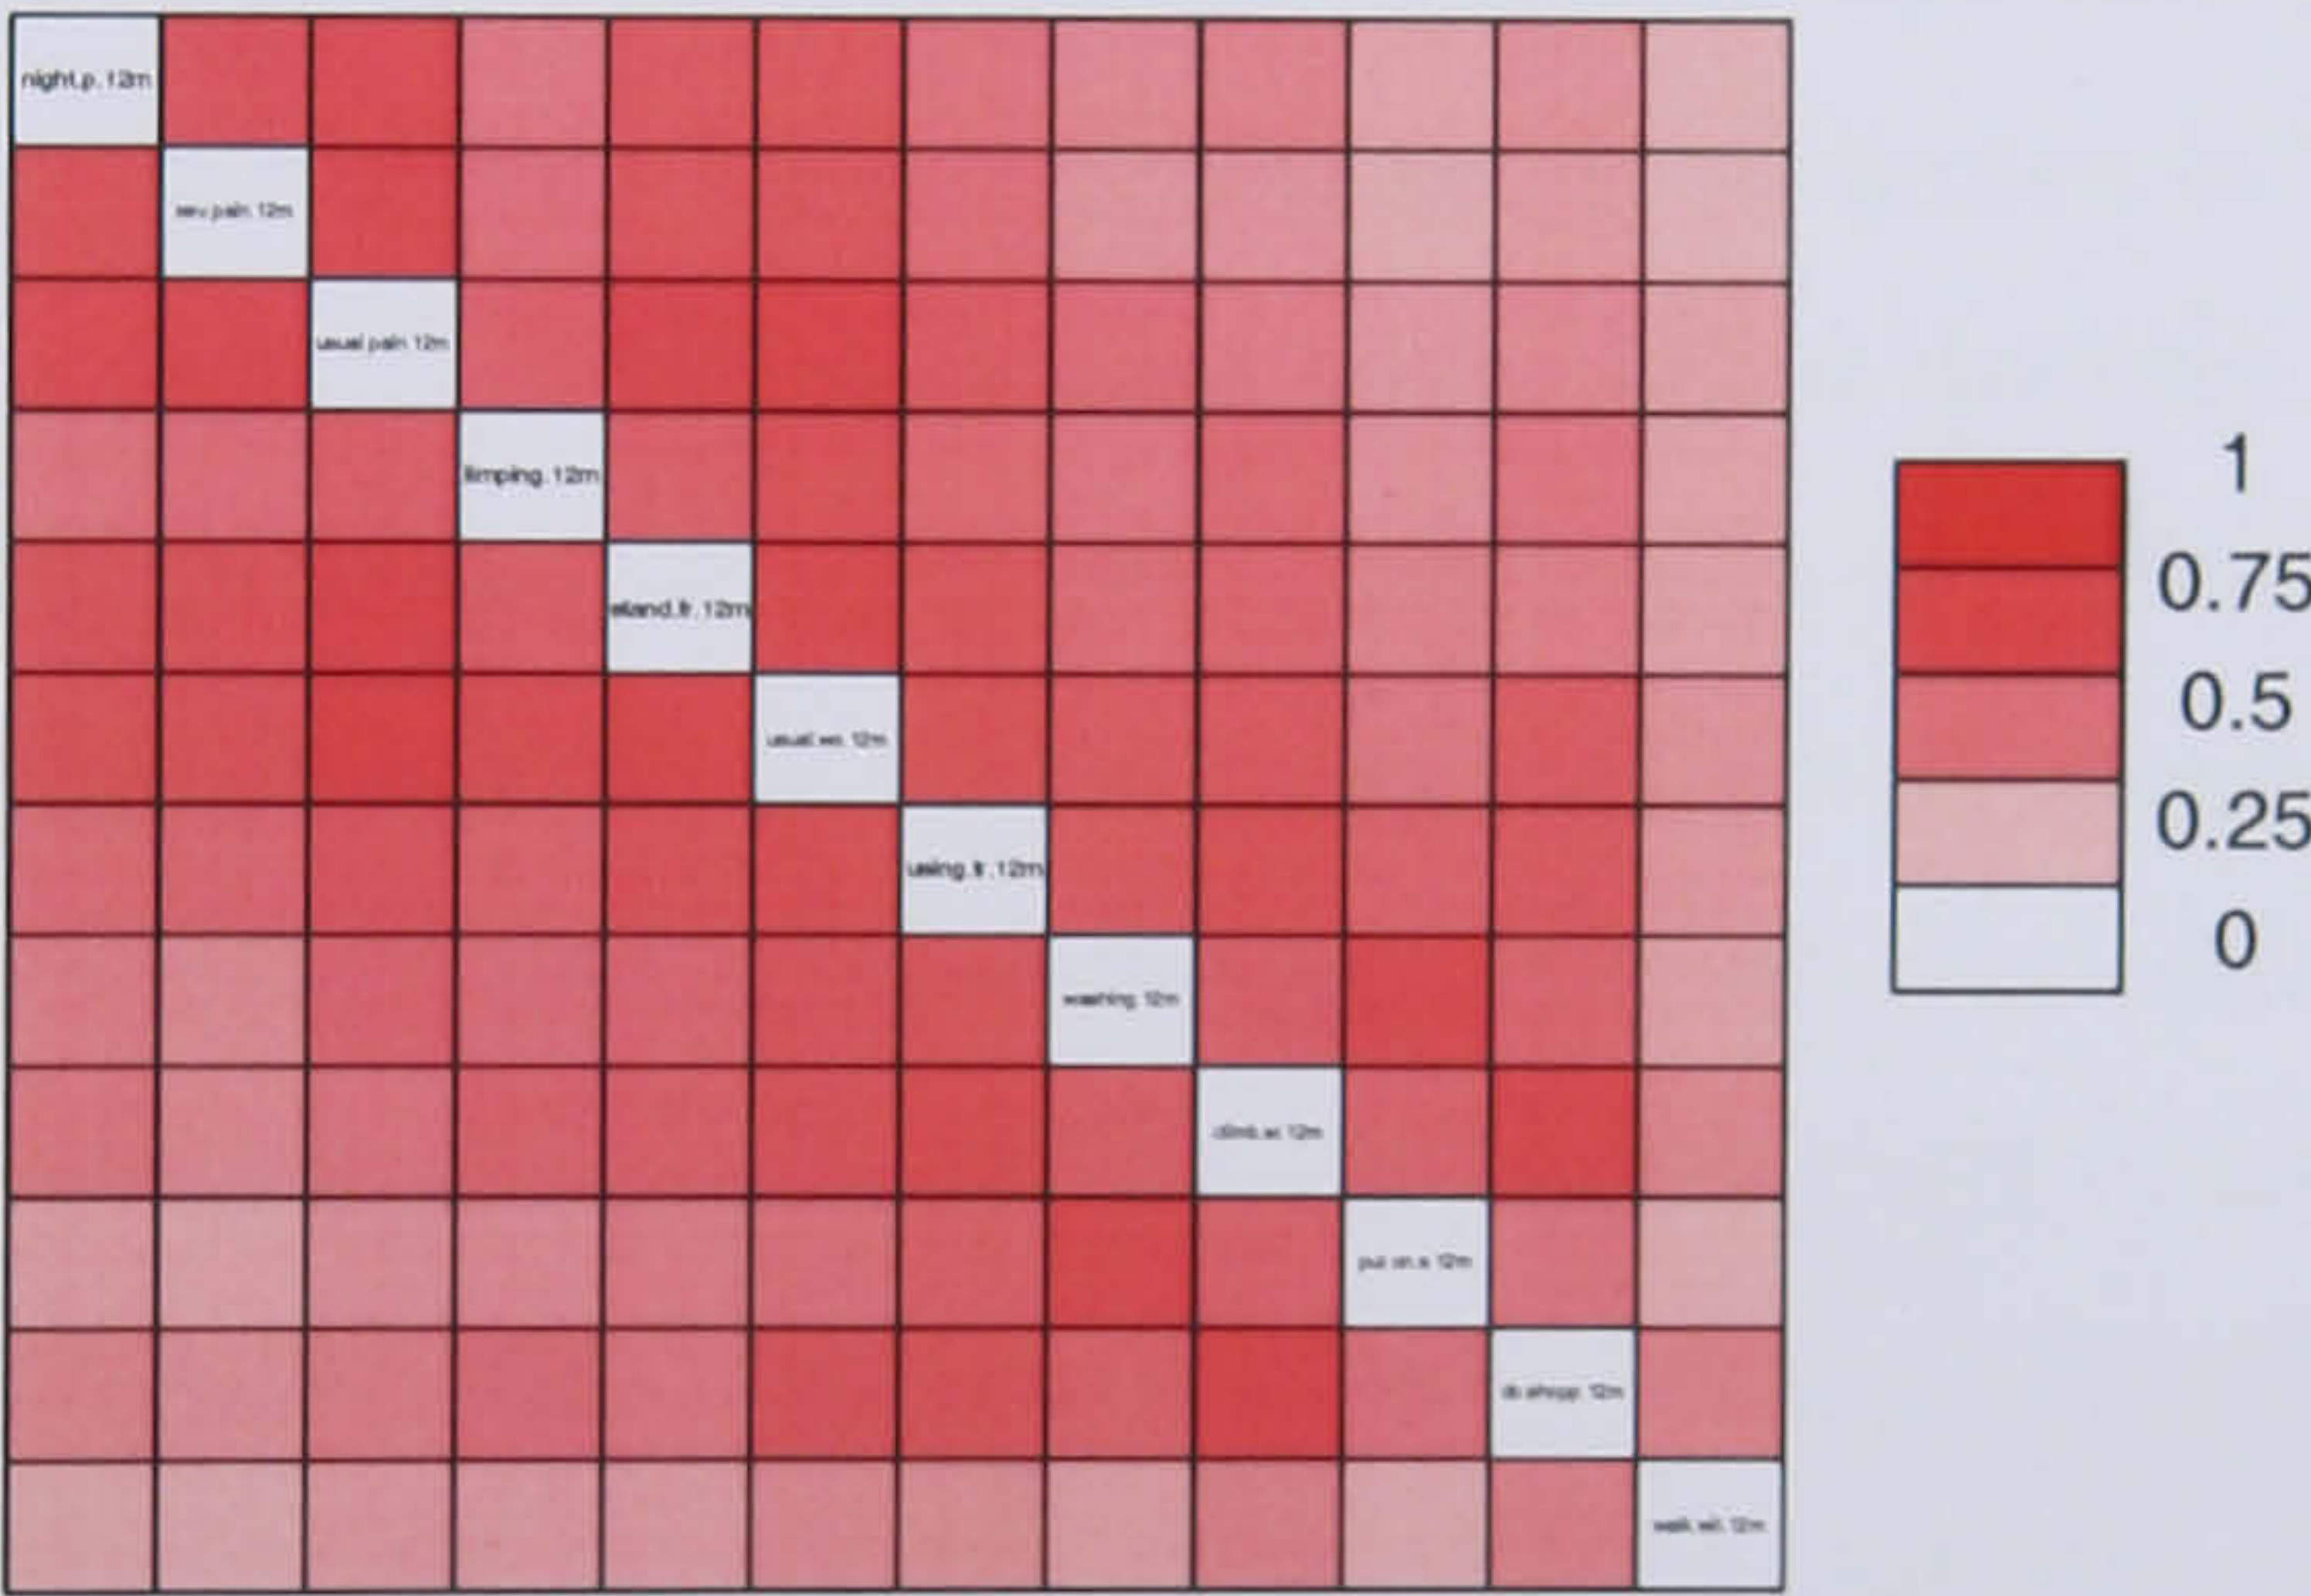 night.p. 12m
sev.pain. 12m
usual pain 12m
limping. 12m
stand.fr. 12m
usual.wo. 12m
1
0.75
0.5
0.25
0
using.tr. 12m
washing. 12m
climb.st. 12m
put on.s 12m
do shopp. 12m
12m